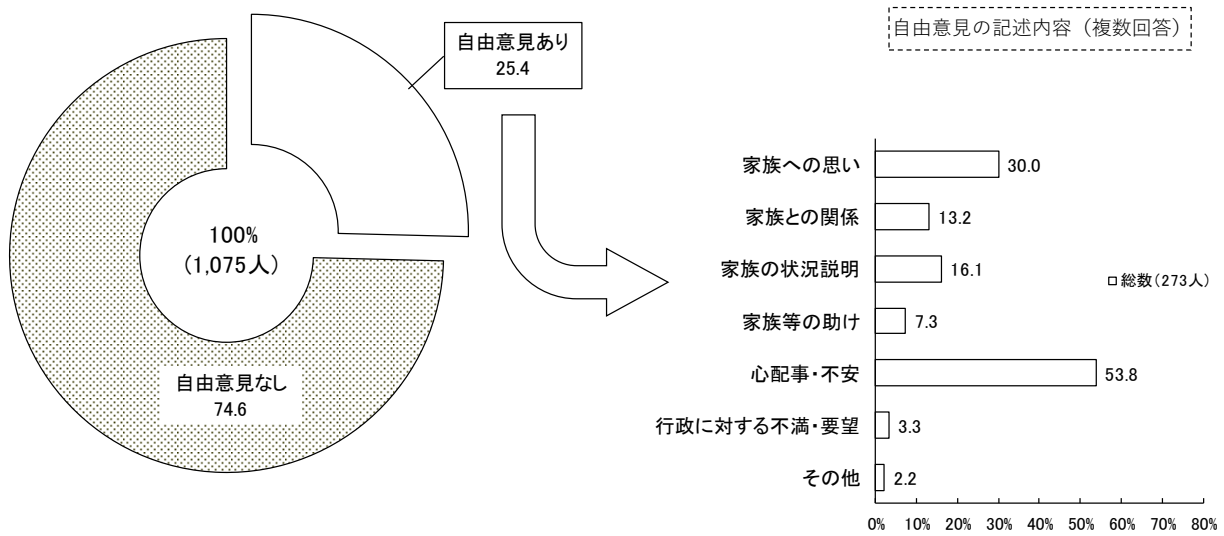 自由意見あり
25.4
100%
(1,075人)
自由意見なし
74.6
自由意見の記述内容（複数回答）
家族への思い 30.0
家族との関係 13.2
家族の状況説明 16.1
家族等の助け 7.3
心配事・不安 53.8
行政に対する不満・要望 3.3
その他 2.2
0% 10% 20% 30% 40% 50% 60% 70% 80%
総数(273人)